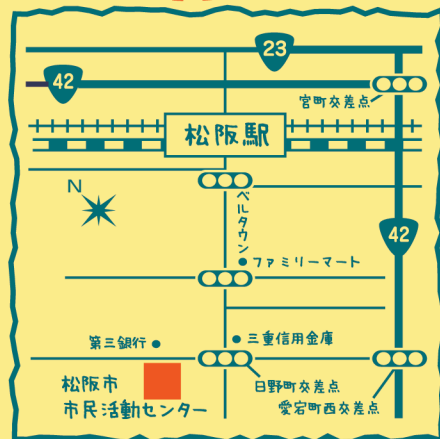 23
42
宮町交差点
松阪駅
N
ベルタウン
42
ファミリーマート
第三銀行
三重信用金庫
松阪市
市民活動センター
日野町交差点
愛宕町西交差点